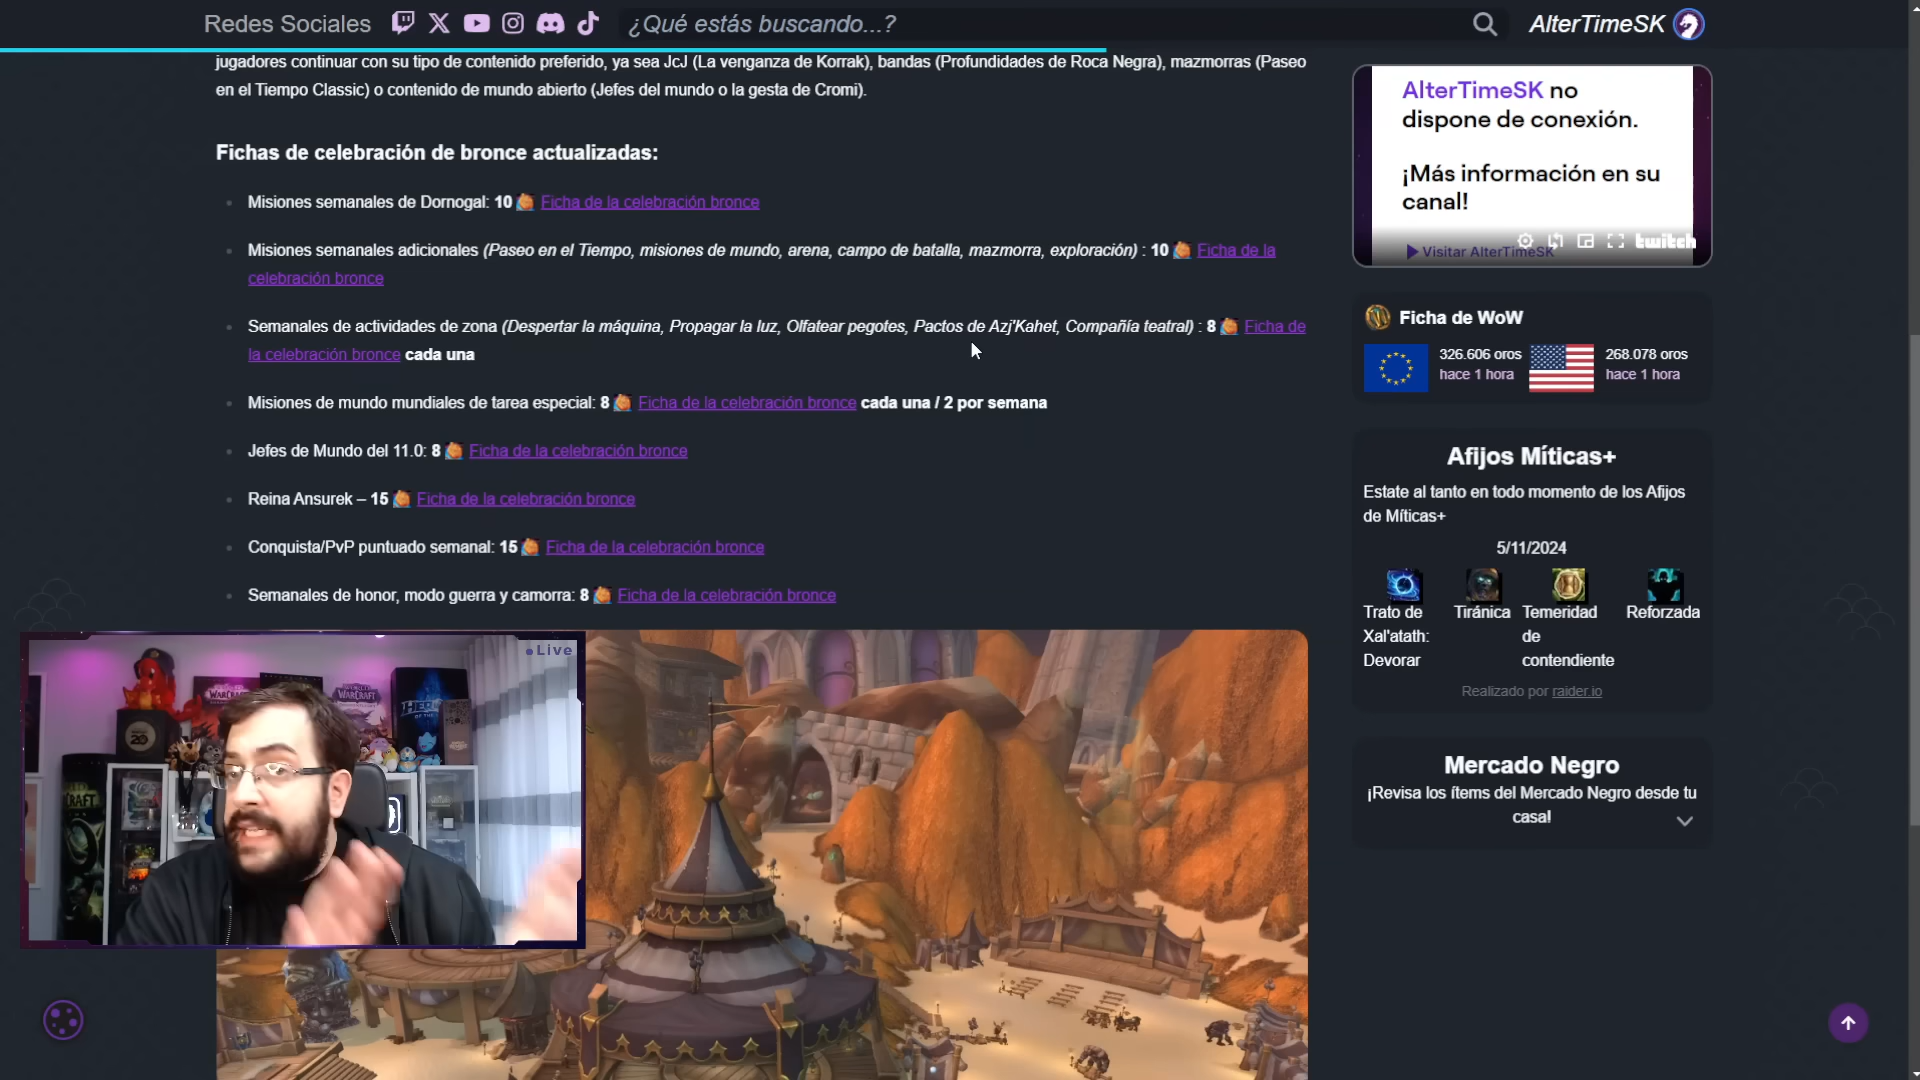 Redes Sociales
¿Qué estás buscando...?
AlterTimeSK
jugadores continuar con su tipo de contenido preferido, ya sea JcJ (La venganza de Korrak), bandas (Profundidades de Roca Negra), mazmorras (Paseo
en el Tiempo Classic) o contenido de mundo abierto (Jefes del mundo o la gesta de Cromi).
Fichas de celebración de bronce actualizadas:
Misiones semanales de Dornogal: 10 Ficha de la celebración bronce
Misiones semanales adicionales (Paseo en el Tiempo, misiones de mundo, arena, campo de batalla, mazmorra, exploración) : 10 Ficha de la
celebración bronce
Semanales de actividades de zona (Despertar la máquina, Propagar la luz, Olfatear pegotes, Pactos de Azj'Kahet, Compañía teatral) : 8 Ficha de
la celebración bronce cada una
Misiones de mundo mundiales de tarea especial: 8 Ficha de la celebración bronce cada una / 2 por semana
Jefes de Mundo del 11.0: 8 Ficha de la celebración bronce
Reina Ansurek – 15 Ficha de la celebración bronce
Conquista/PvP puntuado semanal: 15 Ficha de la celebración bronce
Semanales de honor, modo guerra y camorra: 8 Ficha de la celebración bronce
Live
WARCRAFT
WARCRAFT
20
AlterTimeSK no
dispone de conexión.
¡Más información en su
canal!
Visitar AlterTimeSK
twitch
Ficha de WoW
326.606 oros
hace 1 hora
268.078 oros
hace 1 hora
Afijos Míticas+
Estate al tanto en todo momento de los Afijos
de Míticas+
5/11/2024
Trato de
Xal'atath:
Devorar
Tiránica
Temeridad
de
contendiente
Reforzada
Realizado por raider.io
Mercado Negro
¡Revisa los ítems del Mercado Negro desde tu
casa!